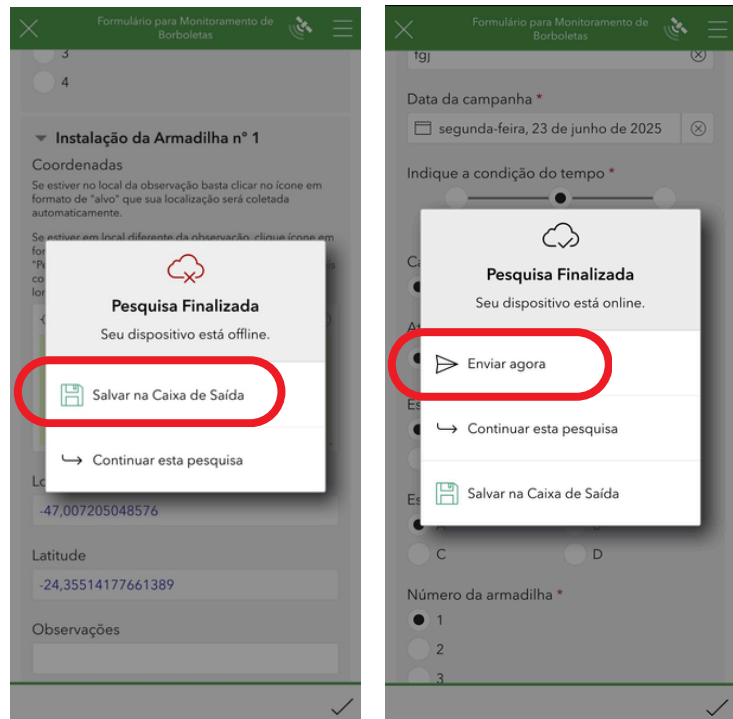 Formulário para Monitoramento de
Borboletas
3
4
Instalação da Armadilha n° 1
Coordenadas
Se estiver no local da observação basta clicar no ícone em
formato de "alvo" que sua localização será coletada
automaticamente.
Se estiver em local diferente da observação, clique ícone em
Pesquisa Finalizada
Seu dispositivo está offline.
Salvar na Caixa de Saída
Continuar esta pesquisa
-47,007205048576
Latitude
-24,35514177661389
Observações
Formulário para Monitoramento de
Borboletas
fgj
Data da campanha *
segunda-feira, 23 de junho de 2025
Indique a condição do tempo *
Pesquisa Finalizada
Seu dispositivo está online.
Enviar agora
Continuar esta pesquisa
Salvar na Caixa de Saída
C
D
Número da armadilha *
1
2
3